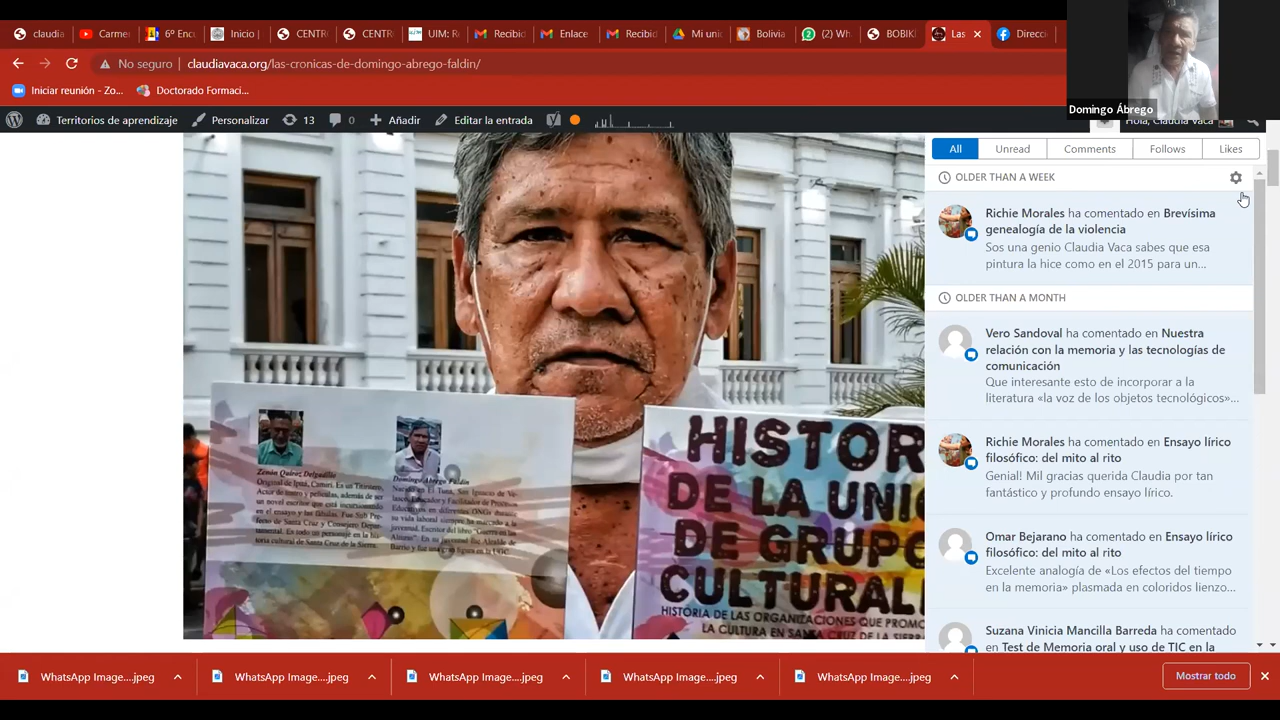 claudia
Carmer
6º Encu
Inicio |
CENTR
CENTR
UIM: R
Recibid
Enlace
Recibid
Mi unic
Bolivia
(2) Wh
BOBIK
Las
Direcc
No seguro
claudiavaca.org/las-cronicas-de-domingo-abrego-faldin/
Iniciar reunión - Zo...
Doctorado Formaci...
Domingo Ábrego
Territorios de aprendizaje
Personalizar
13
0
Añadir
Editar la entrada
Hola, Claudia Vaca
All
Unread
Comments
Follows
Likes
OLDER THAN A WEEK
Richie Morales ha comentado en Brevísima
genealogía de la violencia
Sos una genio Claudia Vaca sabes que esa
pintura la hice como en el 2015 para un...
OLDER THAN A MONTH
Vero Sandoval ha comentado en Nuestra
relación con la memoria y las tecnologías de
comunicación
Que interesante esto de incorporar a la
literatura «la voz de los objetos tecnológicos»...
Richie Morales ha comentado en Ensayo lírico
filosófico: del mito al rito
Genial! Mil gracias querida Claudia por tan
fantástico y profundo ensayo lírico.
Omar Bejarano ha comentado en Ensayo lírico
filosófico: del mito al rito
Excelente analogía de «Los efectos del tiempo
en la memoria» plasmada en coloridos lienzo...
Suzana Vinicia Mancilla Barreda ha comentado
en Test de Memoria oral y uso de TIC en la
Zenón Quiroz Delgadillo
Domingo Abrego Faldin
HISTOR
DE LA UNIÓ
DE GRUPO
CULTURAL
HISTORIA DE LAS ORGANIZACIONES QUE PROMO
LA CULTURA EN SANTA CRUZ DE LA SIERRA
WhatsApp Image....jpeg
WhatsApp Image....jpeg
WhatsApp Image....jpeg
WhatsApp Image....jpeg
WhatsApp Image....jpeg
Mostrar todo